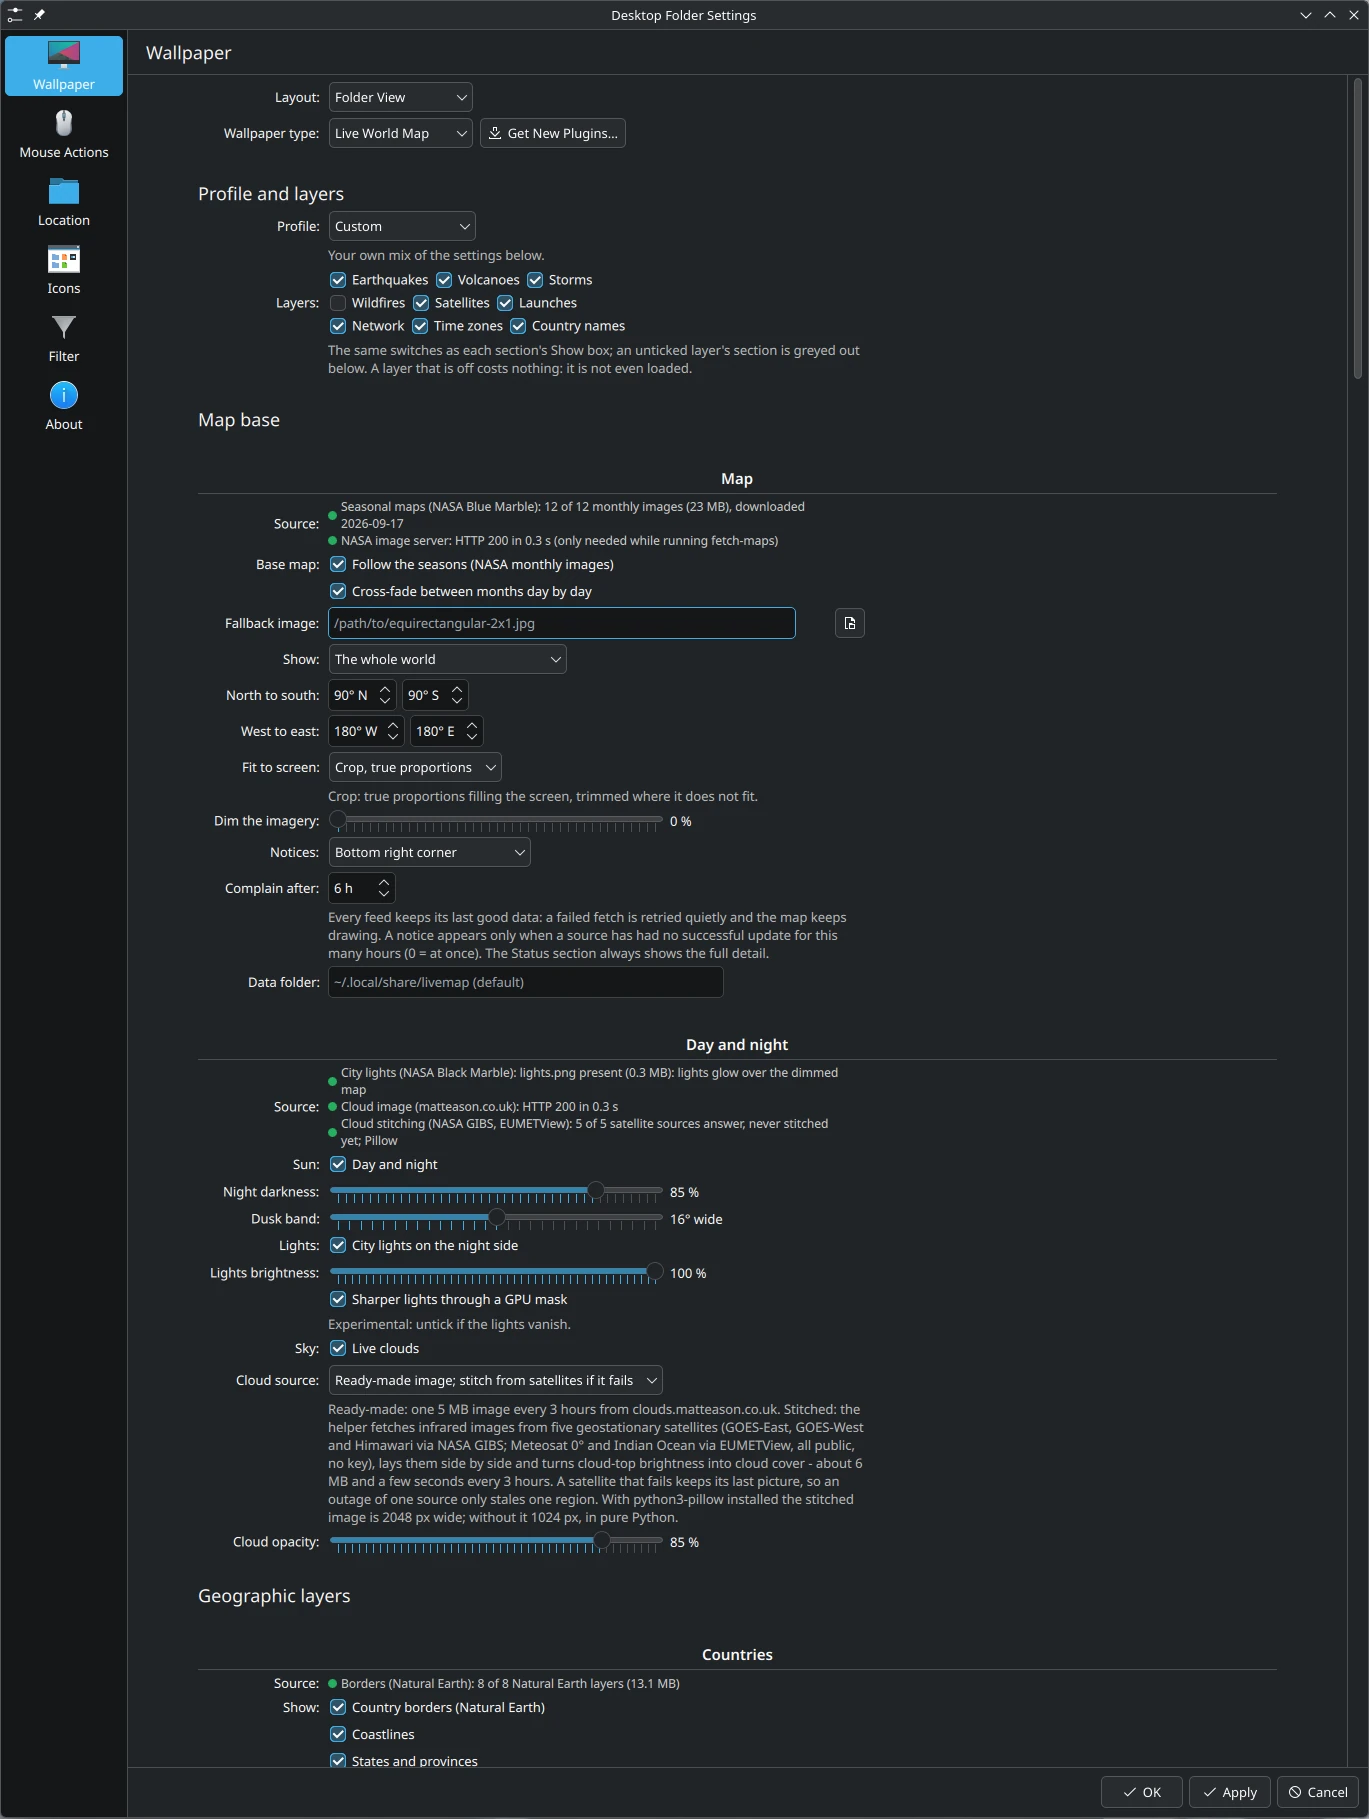 Desktop Folder Settings
Wallpaper
Mouse Actions
Location
Icons
Filter
About
Wallpaper
Layout: Folder View
Wallpaper type: Live World Map Get New Plugins...
Profile and layers
Profile: Custom
Your own mix of the settings below.
Earthquakes Volcanoes Storms
Layers: Wildfires Satellites Launches
Network Time zones Country names
The same switches as each section's Show box; an unticked layer's section is greyed out
below. A layer that is off costs nothing: it is not even loaded.
Map base
Map
Source: Seasonal maps (NASA Blue Marble): 12 of 12 monthly images (23 MB), downloaded
2026-09-17
NASA image server: HTTP 200 in 0.3 s (only needed while running fetch-maps)
Base map: Follow the seasons (NASA monthly images)
Cross-fade between months day by day
Fallback image: /path/to/equirectangular-2x1.jpg
Show: The whole world
North to south: 90° N 90° S
West to east: 180° W 180° E
Fit to screen: Crop, true proportions
Crop: true proportions filling the screen, trimmed where it does not fit.
Dim the imagery: 0 %
Notices: Bottom right corner
Complain after: 6 h
Every feed keeps its last good data: a failed fetch is retried quietly and the map keeps
drawing. A notice appears only when a source has had no successful update for this
many hours (0 = at once). The Status section always shows the full detail.
Data folder: ~/.local/share/livemap (default)
Day and night
City lights (NASA Black Marble): lights.png present (0.3 MB): lights glow over the dimmed
map
Source: Cloud image (matteason.co.uk): HTTP 200 in 0.3 s
Cloud stitching (NASA GIBS, EUMETView): 5 of 5 satellite sources answer, never stitched
yet; Pillow
Sun: Day and night
Night darkness: 85 %
Dusk band: 16° wide
Lights: City lights on the night side
Lights brightness: 100 %
Sharper lights through a GPU mask
Experimental: untick if the lights vanish.
Sky: Live clouds
Cloud source: Ready-made image; stitch from satellites if it fails
Ready-made: one 5 MB image every 3 hours from clouds.matteason.co.uk. Stitched: the
helper fetches infrared images from five geostationary satellites (GOES-East, GOES-West
and Himawari via NASA GIBS; Meteosat 0° and Indian Ocean via EUMETView, all public,
no key), lays them side by side and turns cloud-top brightness into cloud cover - about 6
MB and a few seconds every 3 hours. A satellite that fails keeps its last picture, so an
outage of one source only stales one region. With python3-pillow installed the stitched
image is 2048 px wide; without it 1024 px, in pure Python.
Cloud opacity: 85 %
Geographic layers
Countries
Source: Borders (Natural Earth): 8 of 8 Natural Earth layers (13.1 MB)
Show: Country borders (Natural Earth)
Coastlines
States and provinces
OK Apply Cancel